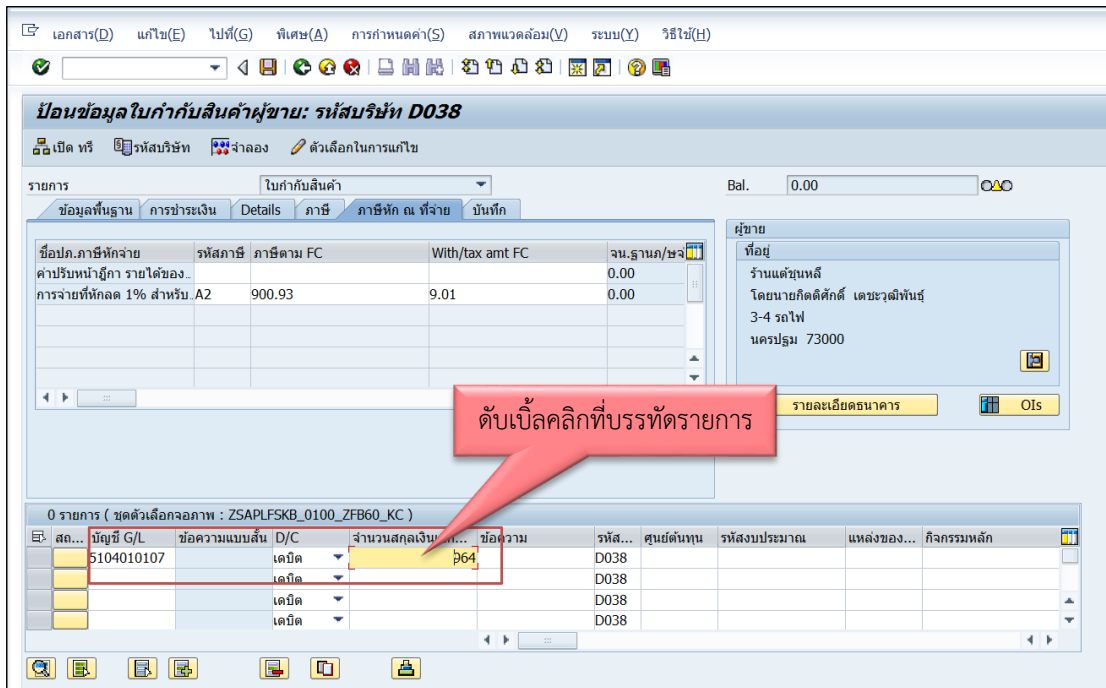 เอกสาร(D) แก้ไข(E) ไปที่(G) พิเศษ(A) การกำหนดค่า(S) สภาพแวดล้อม(V) ระบบ(Y) วิธีใช้(H)
ป้อนข้อมูลใบกำกับสินค้าผู้ขาย: รหัสบริษัท D038
เปิด ทรี รหัสบริษัท จำลอง ตัวเลือกในการแก้ไข
รายการ ใบกำกับสินค้า Bal. 0.00
ข้อมูลพื้นฐาน การชำระเงิน Details ภาษี ภาษีหัก ณ ที่จ่าย บันทึก
ผู้ขาย
ที่อยู่
ชื่อปภ.ภาษีหักจ่าย รหัสภาษี ภาษีตาม FC With/tax amt FC จน.ฐานภ/ษจ่
ค่าปรับหน้าฎีกา รายได้ของ.. 0.00
ร้านแต้ชุนหลี
การจ่ายที่หักลด 1% สำหรับ.. A2 900.93 9.01 0.00
โดยนายกิตติศักดิ์ เตชะวุฒิพันธุ์
3-4 รถไฟ
นครปฐม 73000
ดับเบิ้ลคลิกที่บรรทัดรายการ
รายละเอียดธนาคาร OIs
0 รายการ ( ชุดตัวเลือกจอภาพ : ZSAPLFSKB_0100_ZFB60_KC )
สถ... บัญชี G/L ข้อความแบบสั้น D/C จำนวนสกุลเงิน ... ข้อความ รหัส... ศูนย์ต้นทุน รหัสงบประมาณ แหล่งของ... กิจกรรมหลัก
5104010107 เดบิต 964 D038
เดบิต D038
เดบิต D038
เดบิต D038